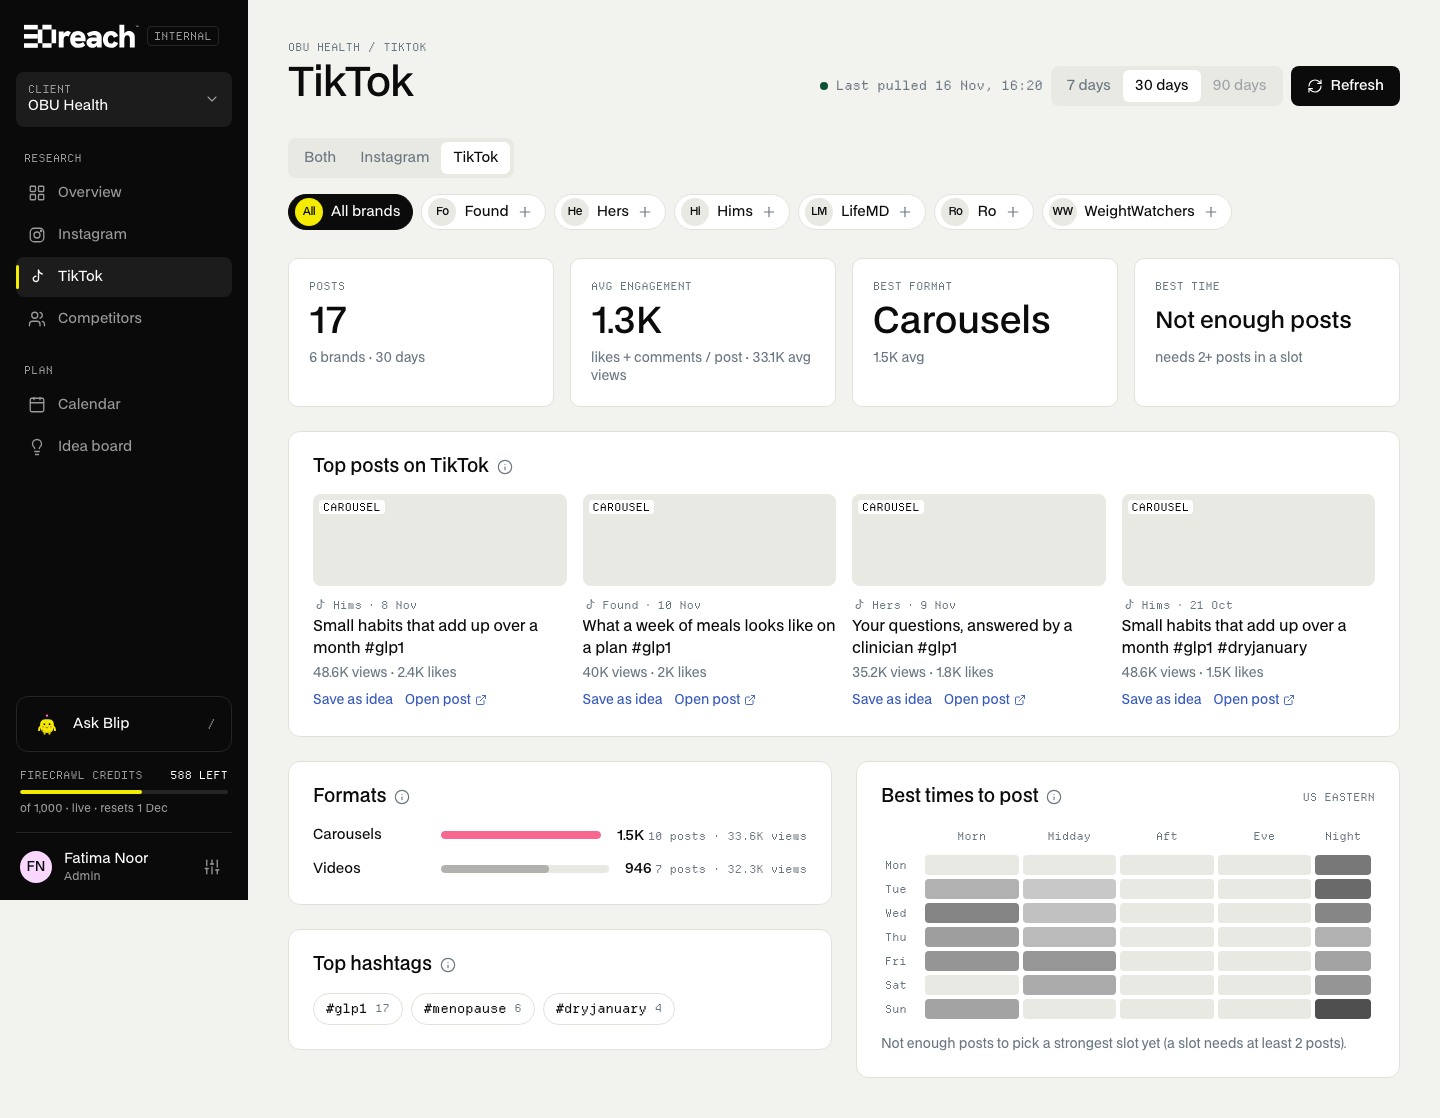 reach
INTERNAL
CLIENT
OBU Health
RESEARCH
Overview
Instagram
TikTok
Competitors
PLAN
Calendar
Idea board
Ask Blip
/
FIRECRAWL CREDITS 588 LEFT
of 1,000 · live · resets 1 Dec
FN
Fatima Noor
Admin
OBU HEALTH / TIKTOK
TikTok
Last pulled 16 Nov, 16:20
7 days 30 days 90 days
Refresh
Both Instagram TikTok
All All brands
Fo Found
He Hers
HI Hims
LM LifeMD
Ro Ro
WW WeightWatchers
POSTS
17
6 brands · 30 days
AVG ENGAGEMENT
1.3K
likes + comments / post · 33.1K avg
views
BEST FORMAT
Carousels
1.5K avg
BEST TIME
Not enough posts
needs 2+ posts in a slot
Top posts on TikTok
CAROUSEL
Hims · 8 Nov
Small habits that add up over a
month #glp1
48.6K views · 2.4K likes
Save as idea Open post
CAROUSEL
Found · 10 Nov
What a week of meals looks like on
a plan #glp1
40K views · 2K likes
Save as idea Open post
CAROUSEL
Hers · 9 Nov
Your questions, answered by a
clinician #glp1
35.2K views · 1.8K likes
Save as idea Open post
CAROUSEL
Hims · 21 Oct
Small habits that add up over a
month #glp1 #dryjanuary
48.6K views · 1.5K likes
Save as idea Open post
Formats
Carousels 1.5K 10 posts · 33.6K views
Videos 946 7 posts · 32.3K views
Top hashtags
#glp1 17 #menopause 6 #dryjanuary 4
Best times to post
US EASTERN
Morn Midday Aft Eve Night
Mon
Tue
Wed
Thu
Fri
Sat
Sun
Not enough posts to pick a strongest slot yet (a slot needs at least 2 posts).